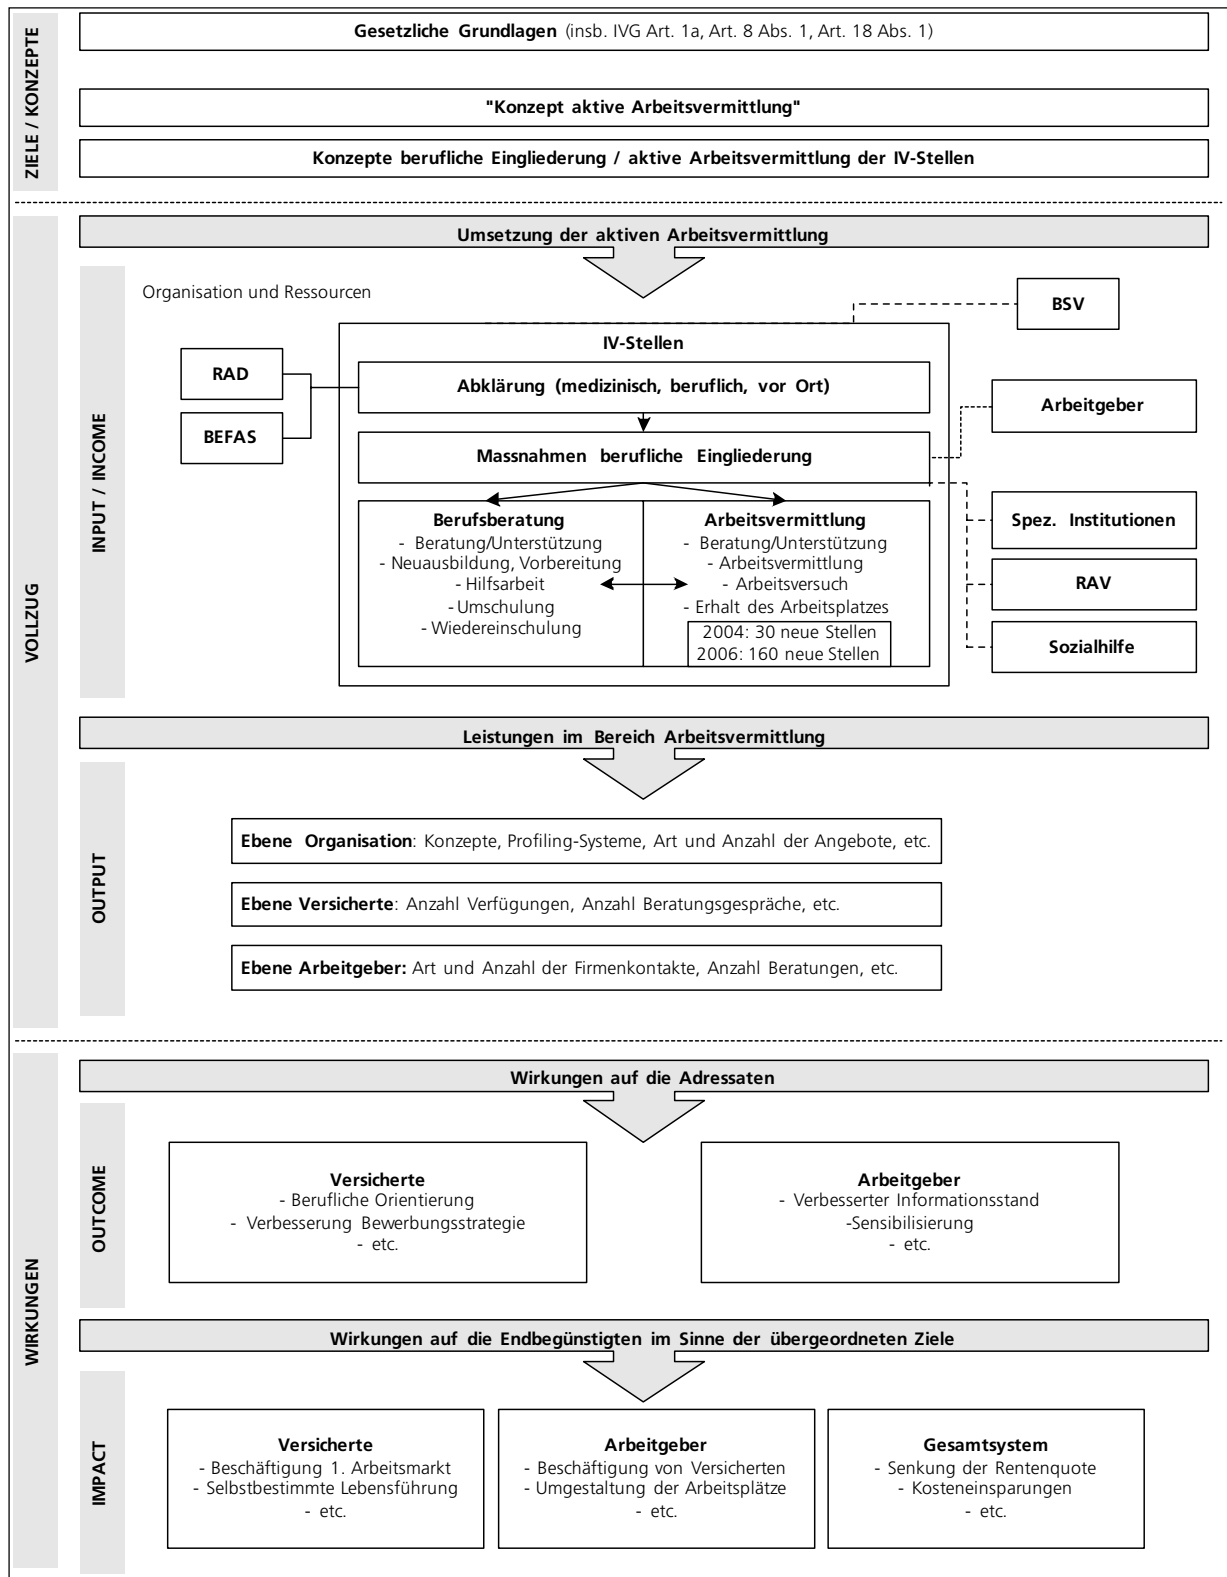 ZIELE / KONZEPTE
Gesetzliche Grundlagen (insb. IVG Art. 1a, Art. 8 Abs. 1, Art. 18 Abs. 1)
"Konzept aktive Arbeitsvermittlung"
Konzepte berufliche Eingliederung / aktive Arbeitsvermittlung der IV-Stellen
VOLLZUG
Umsetzung der aktiven Arbeitsvermittlung
INPUT / INCOME
Organisation und Ressourcen
BSV
IV-Stellen
RAD
BEFAS
Abklärung (medizinisch, beruflich, vor Ort)
Arbeitgeber
Massnahmen berufliche Eingliederung
Berufsberatung
- Beratung/Unterstützung
- Neuausbildung, Vorbereitung
- Hilfsarbeit
- Umschulung
- Wiedereinschulung
Arbeitsvermittlung
- Beratung/Unterstützung
- Arbeitsvermittlung
- Arbeitsversuch
- Erhalt des Arbeitsplatzes
2004: 30 neue Stellen
2006: 160 neue Stellen
Spez. Institutionen
RAV
Sozialhilfe
Leistungen im Bereich Arbeitsvermittlung
OUTPUT
Ebene Organisation: Konzepte, Profiling-Systeme, Art und Anzahl der Angebote, etc.
Ebene Versicherte: Anzahl Verfügungen, Anzahl Beratungsgespräche, etc.
Ebene Arbeitgeber: Art und Anzahl der Firmenkontakte, Anzahl Beratungen, etc.
WIRKUNGEN
Wirkungen auf die Adressaten
OUTCOME
Versicherte
- Berufliche Orientierung
- Verbesserung Bewerbungsstrategie
- etc.
Arbeitgeber
- Verbesserter Informationsstand
-Sensibilisierung
- etc.
Wirkungen auf die Endbegünstigten im Sinne der übergeordneten Ziele
IMPACT
Versicherte
- Beschäftigung 1. Arbeitsmarkt
- Selbstbestimmte Lebensführung
- etc.
Arbeitgeber
- Beschäftigung von Versicherten
- Umgestaltung der Arbeitsplätze
- etc.
Gesamtsystem
- Senkung der Rentenquote
- Kosteneinsparungen
- etc.